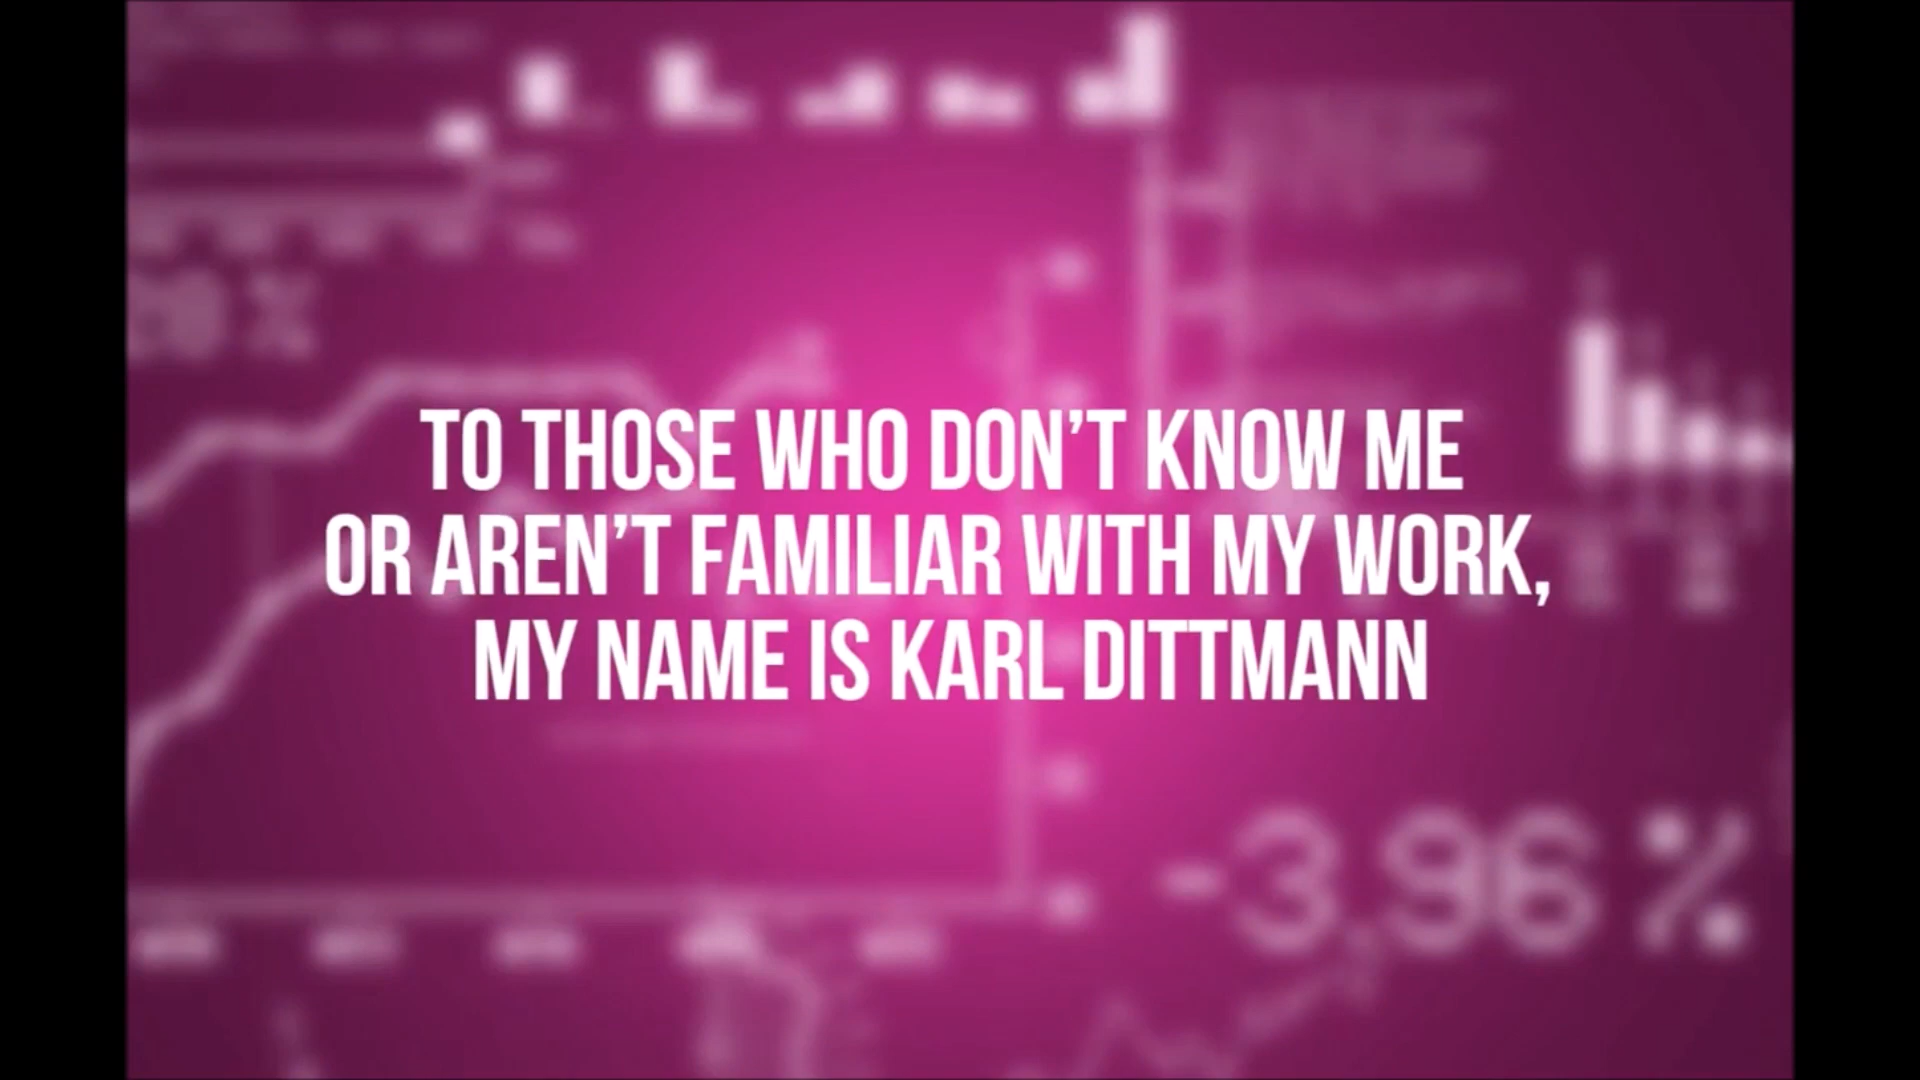 20 %
TO THOSE WHO DON’T KNOW ME
OR AREN’T FAMILIAR WITH MY WORK,
MY NAME IS KARL DITTMANN
-3,96 %